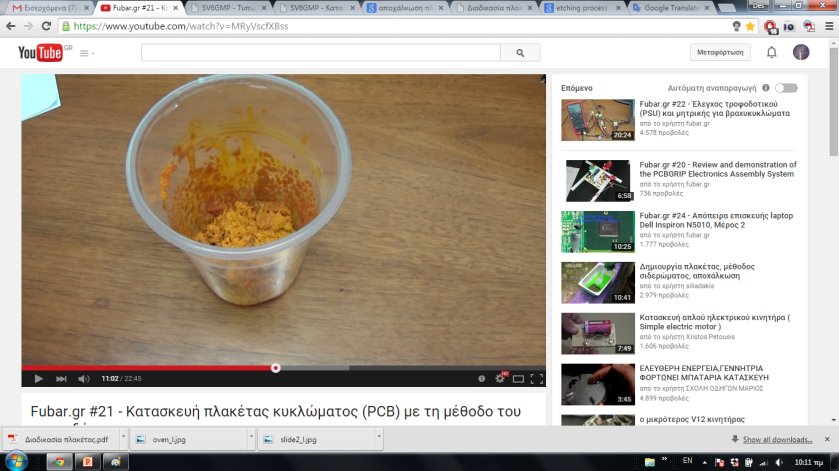 Εισερχόμενα (7)
Fubar.gr #21 - Κα
SV6GMP - Tumu
SV6GMP - Κατασ
αποχάλκωση πλ
Διαδικασία πλακέ
etching process
Google Translate
Des
https://www.youtube.com/watch?v=MRyVscfXBss
You Tube GR
Μεταφόρτωση
Επόμενο
Αυτόματη αναπαραγωγή
Fubar.gr #22 - Έλεγχος τροφοδοτικού
(PSU) και μητρικής για βραχυκυκλώματα
από το χρήστη fubar.gr
4.578 προβολές
20:24
Fubar.gr #20 - Review and demonstration of
the PCBGRIP Electronics Assembly System
από το χρήστη fubar.gr
736 προβολές
6:58
Fubar.gr #24 - Απόπειρα επισκευής laptop
Dell Inspiron N5010, Μέρος 2
από το χρήστη fubar.gr
1.777 προβολές
10:25
Δημιουργία πλακέτας, μέθοδος
σιδερώματος, αποχάλκωση
από το χρήστη siliadakis
2.979 προβολές
10:41
Κατασκευή απλού ηλεκτρικού κινητήρα (
Simple electric motor )
από το χρήστη Xristos Petousis
1.606 προβολές
7:49
ΕΛΕΥΘΕΡΗ ΕΝΕΡΓΕΙΑ,ΓΕΝΝΗΤΡΙΑ
ΦΟΡΤΩΝΕΙ ΜΠΑΤΑΡΙΑ ΚΑΤΑΣΚΕΥΗ
από το χρήστη ΣΧΟΛΗ ΟΔΗΓΩΝ ΜΑΡΙΟΣ
4.899 προβολές
3:45
ο μικρότερος V12 κινητήρας
11:02 / 22:45
HD
Fubar.gr #21 - Κατασκευή πλακέτας κυκλώματος (PCB) με τη μέθοδο του
Διαδικασία πλακέτας.pdf
oven_l.jpg
slide2_l.jpg
Show all downloads...
EN
10:11 πμ